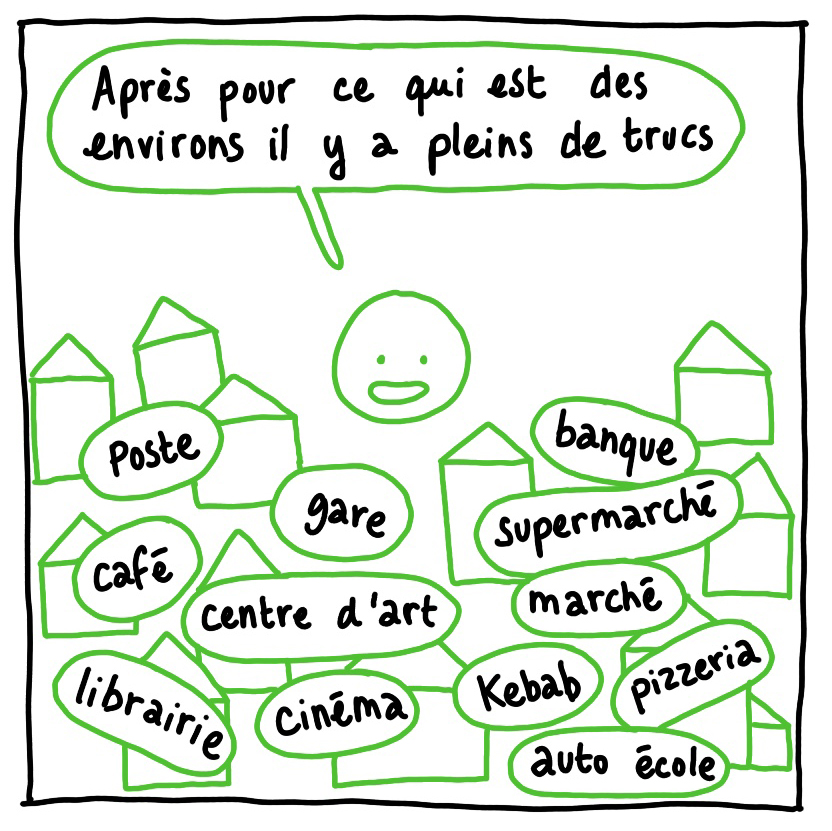 Après pour ce qui est des
environs il y a pleins de trucs
poste
banque
gare
supermarché
café
centre d'art
marché
librairie
cinéma
Kebab
pizzeria
auto école